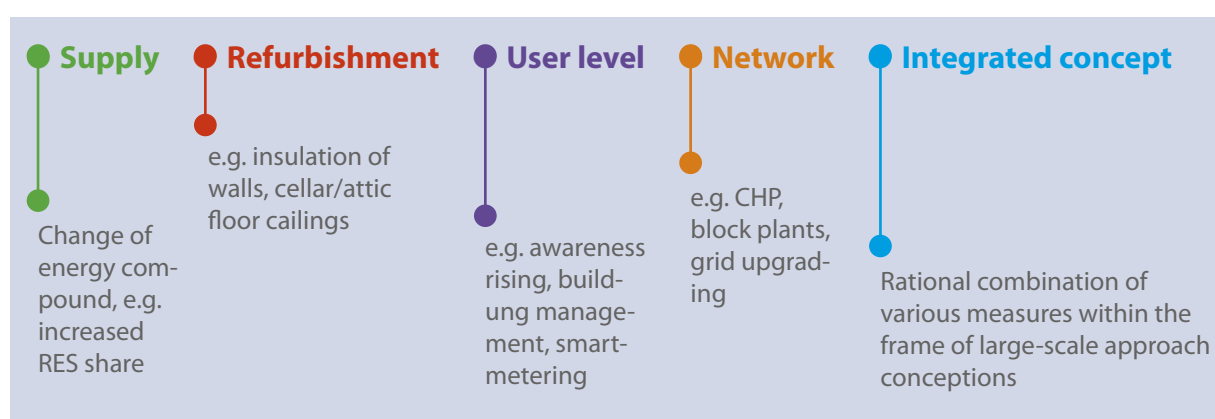 Supply
Change of
energy com-
pound, e.g.
increased
RES share
Refurbishment
e.g. insulation of
walls, cellar/attic
floor cailings
User level
e.g. awareness
rising, build-
ung manage-
ment, smart-
metering
Network
e.g. CHP,
block plants,
grid upgrad-
ing
Integrated concept
Rational combination of
various measures within the
frame of large-scale approach
conceptions